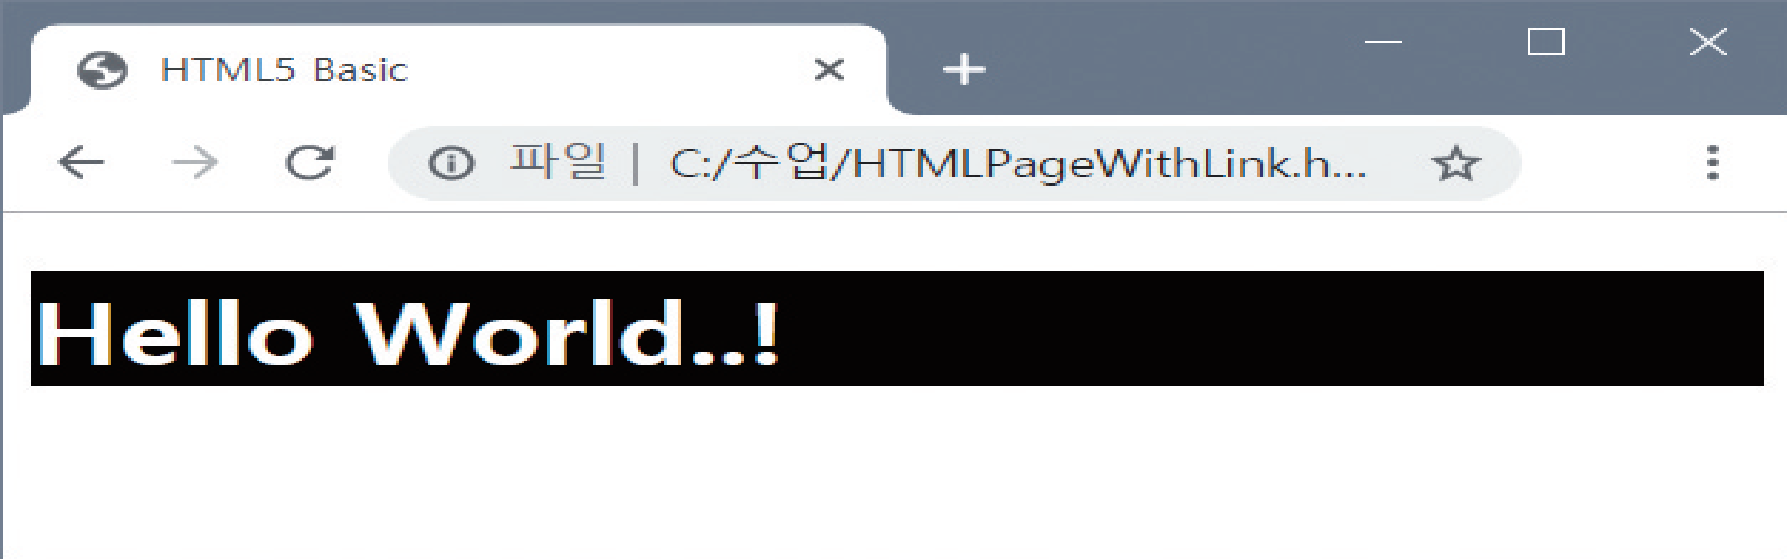 HTML5 Basic
파일 | C:/수업/HTMLPageWithLink.h...
Hello World..!